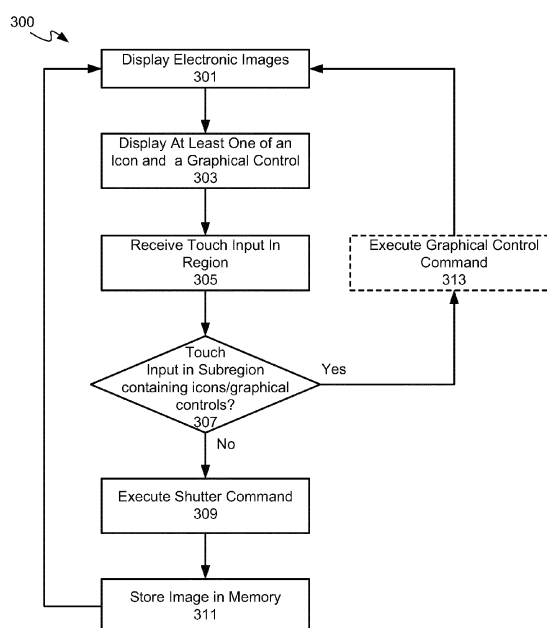 300
Display Electronic Images
301
Display At Least One of an
Icon and a Graphical Control
303
Receive Touch Input In
Region
305
Execute Graphical Control
Command
313
Touch
Input in Subregion
containing icons/graphical
controls?
307
Yes
No
Execute Shutter Command
309
Store Image in Memory
311